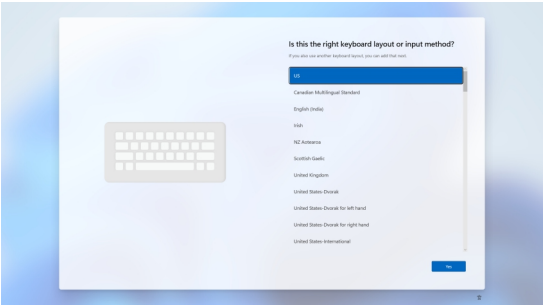 Is this the right keyboard layout or input method?
If you also use another keyboard layout, you can add that next.
US
Canadian Multilingual Standard
English (India)
Irish
NZ Aotearoa
Scottish Gaelic
United Kingdom
United States-Dvorak
United States-Dvorak for left hand
United States-Dvorak for right hand
United States-International
Yes